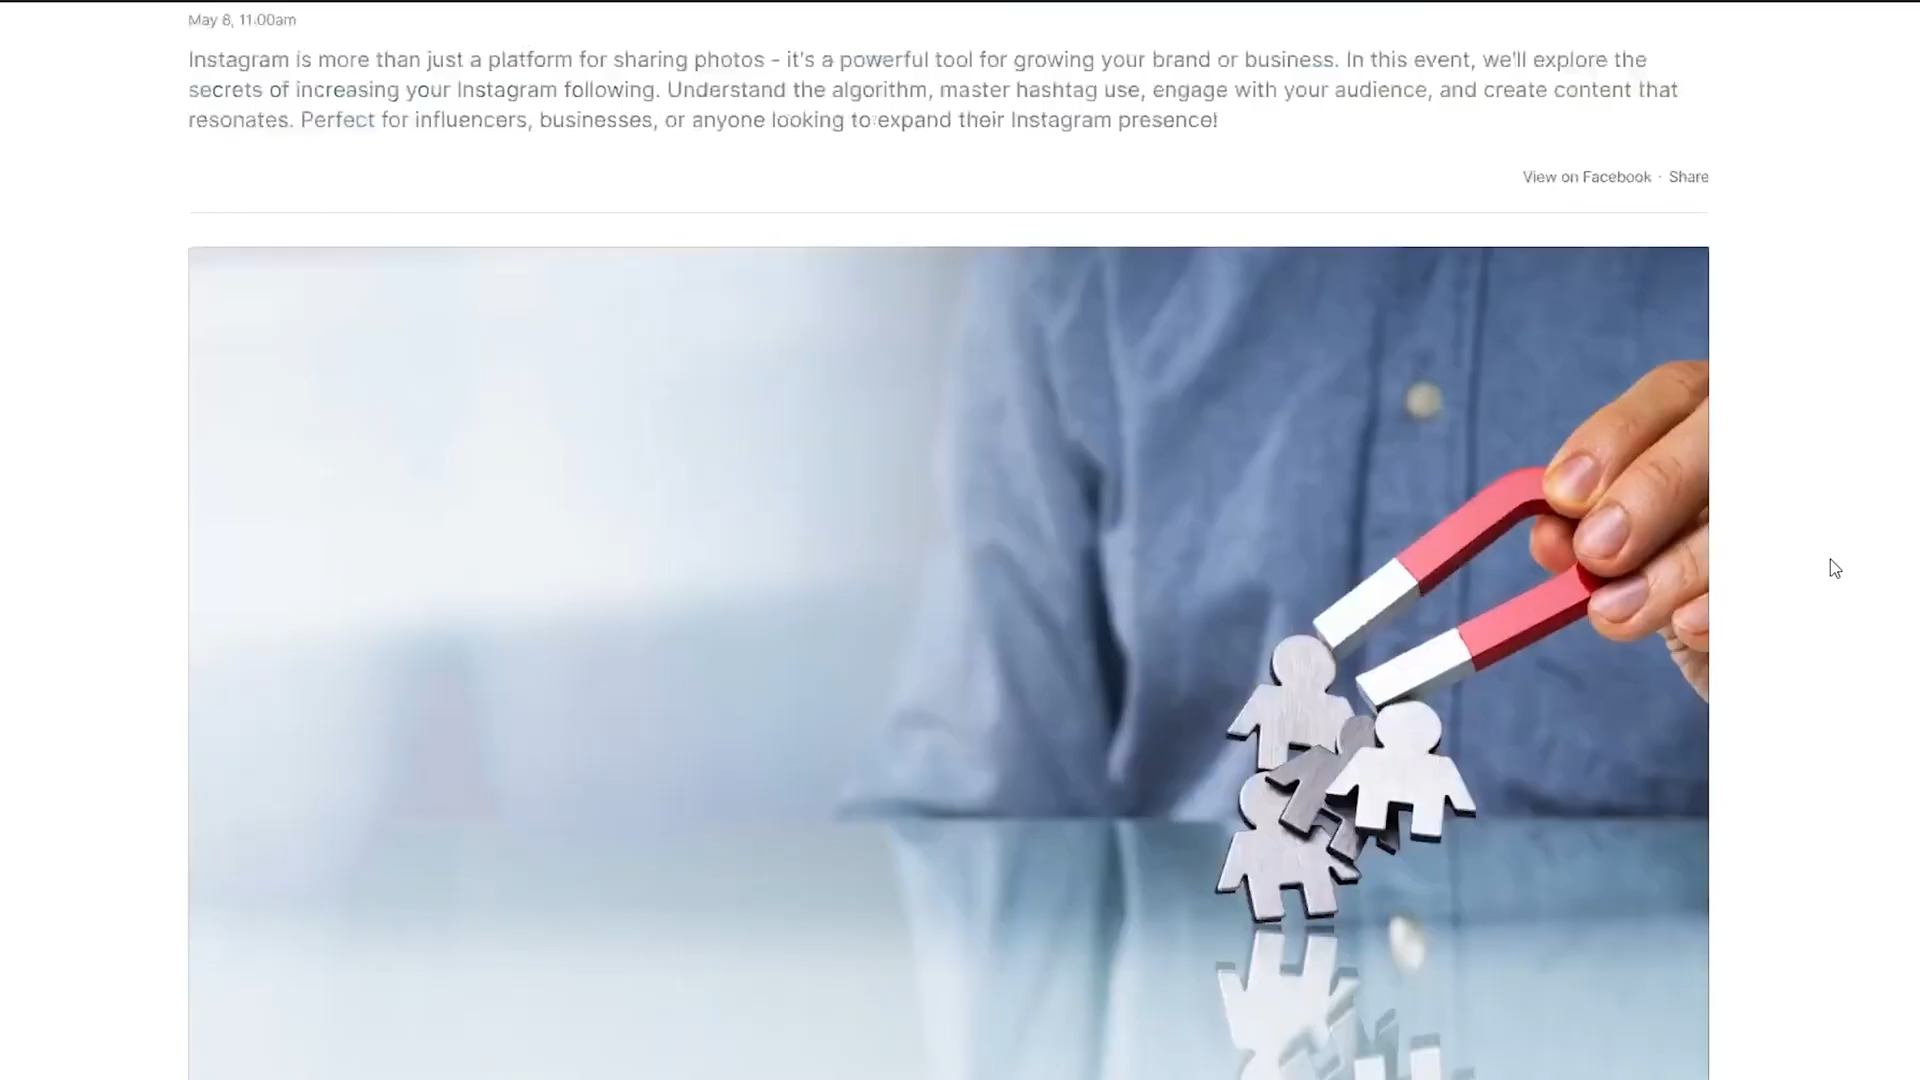 May 8, 11:00am
Instagram is more than just a platform for sharing photos - it's a powerful tool for growing your brand or business. In this event, we'll explore the
secrets of increasing your Instagram following. Understand the algorithm, master hashtag use, engage with your audience, and create content that
resonates. Perfect for influencers, businesses, or anyone looking to expand their Instagram presence!
View on Facebook · Share